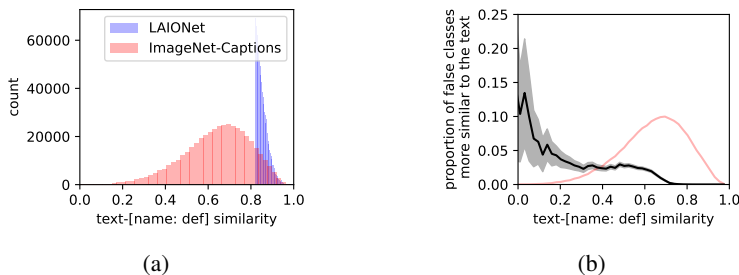 LAIONet
ImageNet-Captions
count
60000
40000
20000
0
0.0 0.2 0.4 0.6 0.8 1.0
text-[name: def] similarity
(a)
proportion of false classes
more similar to the text
0.25
0.20
0.15
0.10
0.05
0.00
0.0 0.2 0.4 0.6 0.8 1.0
text-[name: def] similarity
(b)